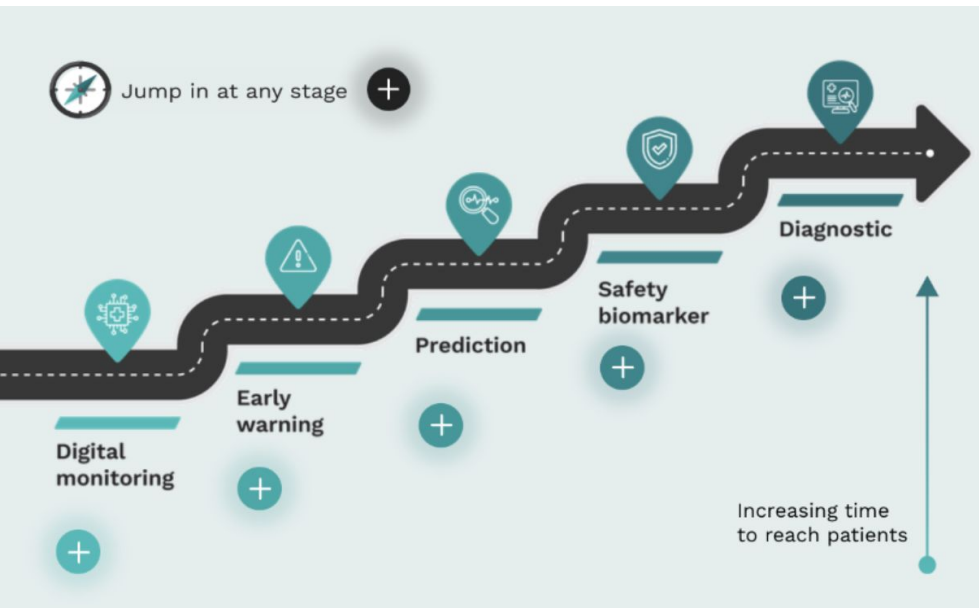 Jump in at any stage
Digital
monitoring
Early
warning
Prediction
Safety
biomarker
Diagnostic
Increasing time
to reach patients